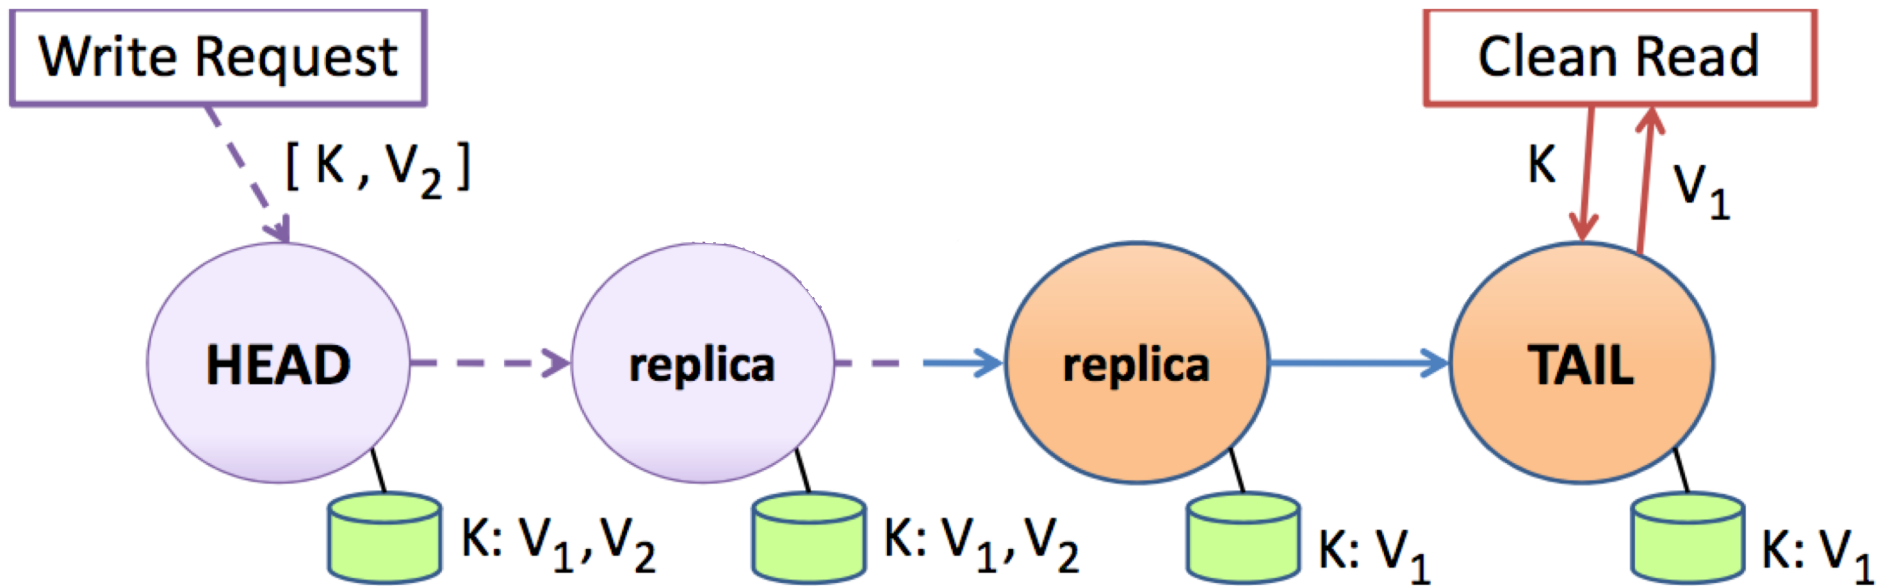 Write Request
Clean Read
[ K , V2 ]
K
V1
HEAD
replica
replica
TAIL
K: V1, V2
K: V1, V2
K: V1
K: V1